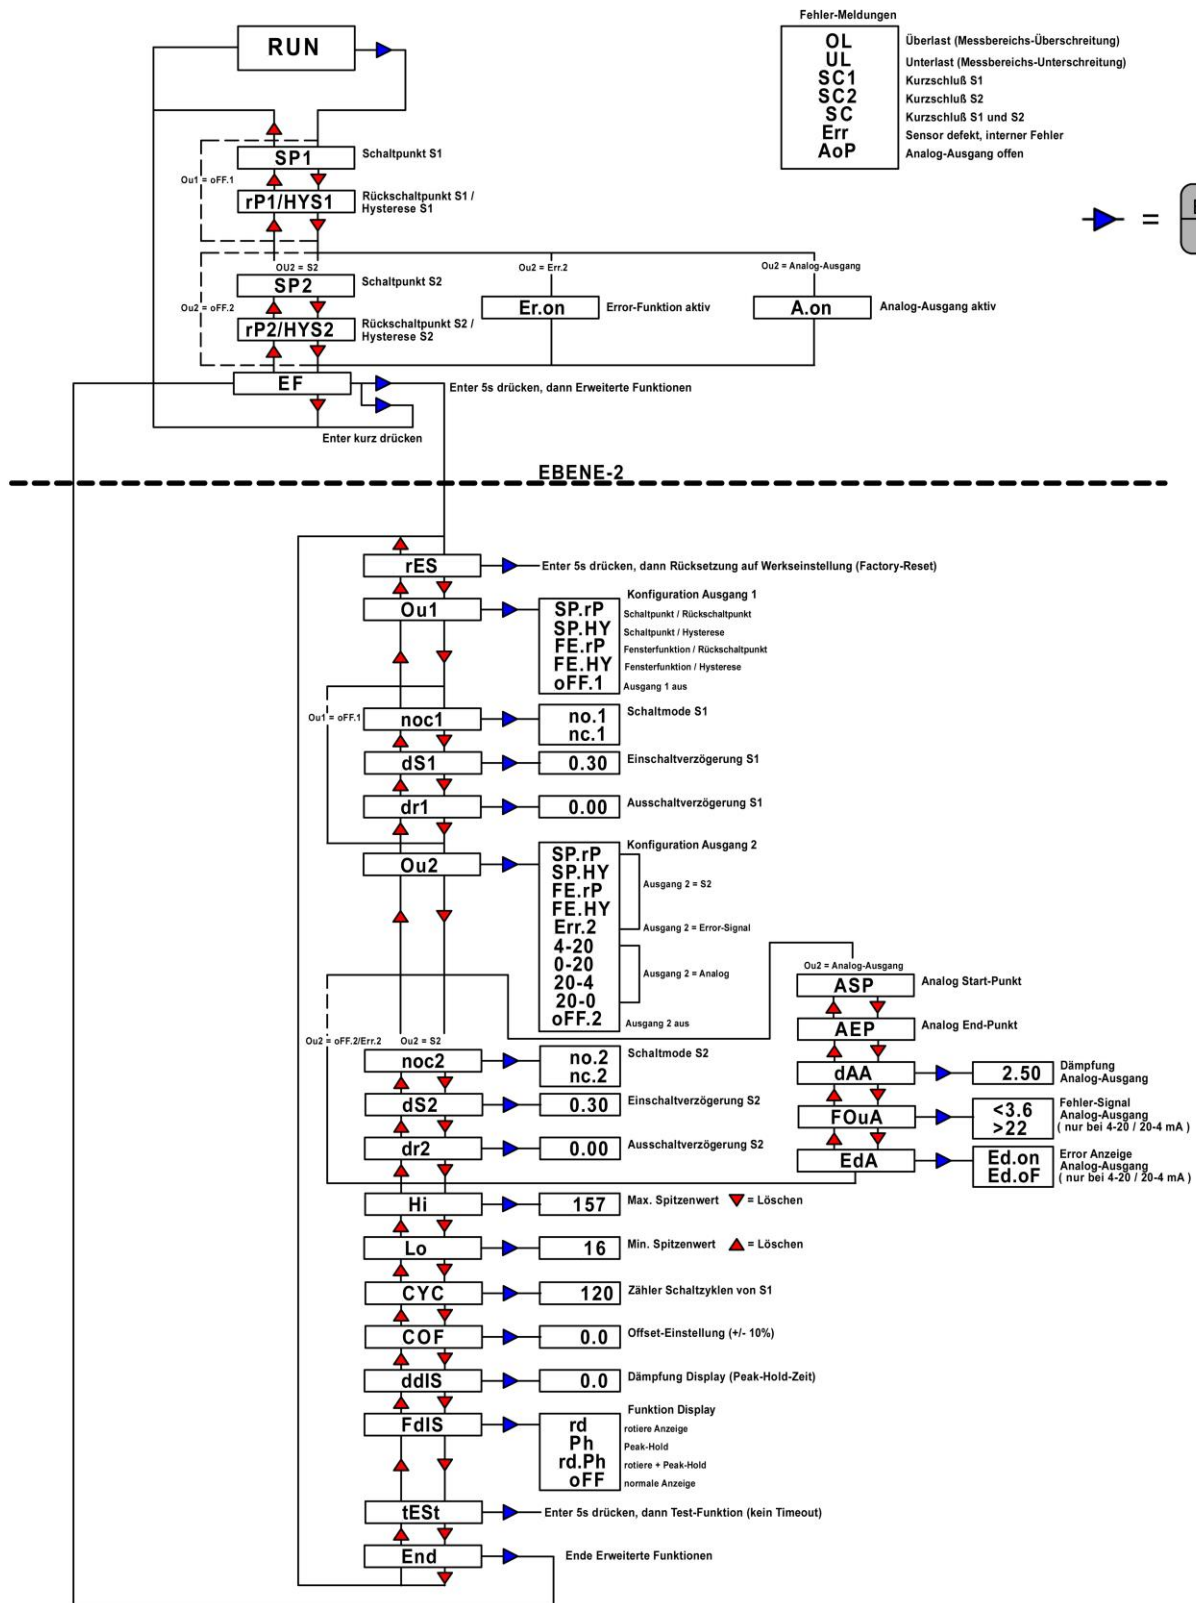 Fehler-Meldungen
RUN
OL Überlast (Messbereichs-Überschreitung)
UL Unterlast (Messbereichs-Unterschreitung)
SC1 Kurzschluß S1
SC2 Kurzschluß S2
SC Kurzschluß S1 und S2
Err Sensor defekt, interner Fehler
AoP Analog-Ausgang offen
=
SP1 Schaltpunkt S1
Ou1 = oFF.1
rP1/HYS1 Rückschaltpunkt S1 /
Hysterese S1
OU2 = S2
Ou2 = Err.2
Ou2 = Analog-Ausgang
SP2 Schaltpunkt S2
Ou2 = oFF.2
Er.on Error-Funktion aktiv
A.on Analog-Ausgang aktiv
rP2/HYS2 Rückschaltpunkt S2 /
Hysterese S2
EF Enter 5s drücken, dann Erweiterte Funktionen
Enter kurz drücken
EBENE-2
rES Enter 5s drücken, dann Rücksetzung auf Werkseinstellung (Factory-Reset)
Ou1
Konfiguration Ausgang 1
SP.rP Schaltpunkt / Rückschaltpunkt
SP.HY Schaltpunkt / Hysterese
FE.rP Fensterfunktion / Rückschaltpunkt
FE.HY Fensterfunktion / Hysterese
oFF.1 Ausgang 1 aus
Ou1 = oFF.1
noc1
no.1 Schaltmode S1
nc.1
dS1 0.30 Einschaltverzögerung S1
dr1 0.00 Ausschaltverzögerung S1
Ou2
Konfiguration Ausgang 2
SP.rP
SP.HY
FE.rP
FE.HY
Ausgang 2 = S2
Err.2 Ausgang 2 = Error-Signal
4-20
0-20
20-4
20-0
Ausgang 2 = Analog
oFF.2 Ausgang 2 aus
Ou2 = Analog-Ausgang
ASP Analog Start-Punkt
AEP Analog End-Punkt
dAA 2.50 Dämpfung
Analog-Ausgang
FOuA
<3.6
>22
Fehler-Signal
Analog-Ausgang
( nur bei 4-20 / 20-4 mA )
EdA
Ed.on
Ed.oF
Error Anzeige
Analog-Ausgang
( nur bei 4-20 / 20-4 mA )
Ou2 = oFF.2/Err.2
Ou2 = S2
noc2
no.2 Schaltmode S2
nc.2
dS2 0.30 Einschaltverzögerung S2
dr2 0.00 Ausschaltverzögerung S2
Hi 157 Max. Spitzenwert = Löschen
Lo 16 Min. Spitzenwert = Löschen
CYC 120 Zähler Schaltzyklen von S1
COF 0.0 Offset-Einstellung (+/- 10%)
ddIS 0.0 Dämpfung Display (Peak-Hold-Zeit)
FdIS
Funktion Display
rd rotiere Anzeige
Ph Peak-Hold
rd.Ph rotiere + Peak-Hold
oFF normale Anzeige
tESt Enter 5s drücken, dann Test-Funktion (kein Timeout)
End Ende Erweiterte Funktionen